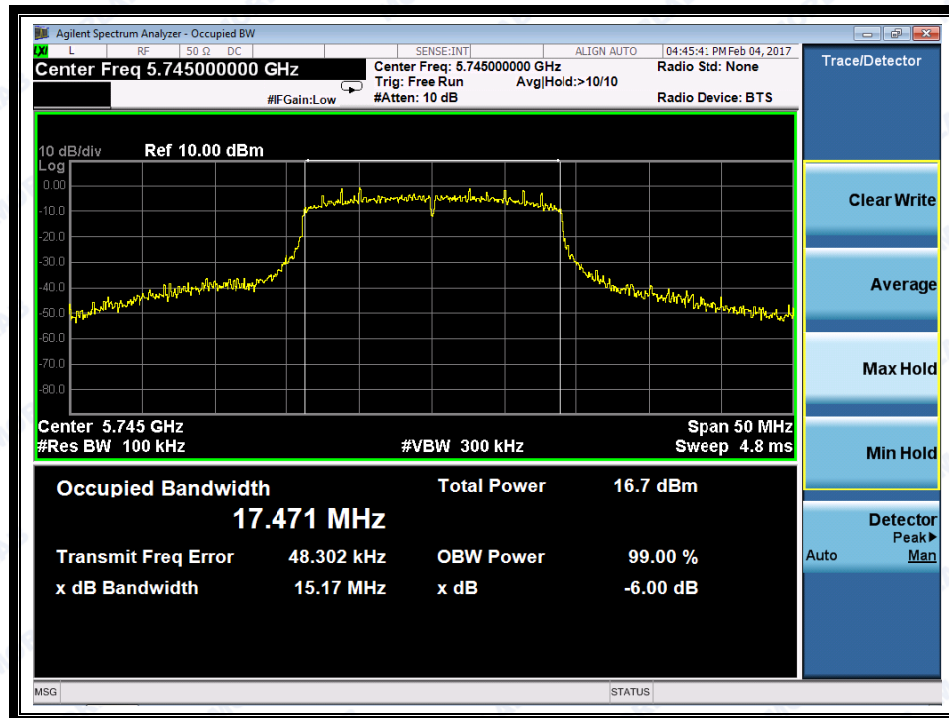 Agilent Spectrum Analyzer - Occupied BW
LXI L RF 50 Ω DC SENSE:INT ALIGN AUTO 04:45:41 PM Feb 04, 2017
Center Freq 5.745000000 GHz
Center Freq: 5.745000000 GHz
Radio Std: None
Trig: Free Run Avg|Hold:>10/10
#IFGain:Low #Atten: 10 dB Radio Device: BTS
10 dB/div Ref 10.00 dBm
Log
0.00
-10.0
-20.0
-30.0
-40.0
-50.0
-60.0
-70.0
-80.0
Center 5.745 GHz Span 50 MHz
#Res BW 100 kHz #VBW 300 kHz Sweep 4.8 ms
Occupied Bandwidth Total Power 16.7 dBm
17.471 MHz
Transmit Freq Error 48.302 kHz OBW Power 99.00 %
x dB Bandwidth 15.17 MHz x dB -6.00 dB
MSG STATUS
Trace/Detector
Clear Write
Average
Max Hold
Min Hold
Detector
Peak▶
Auto Man